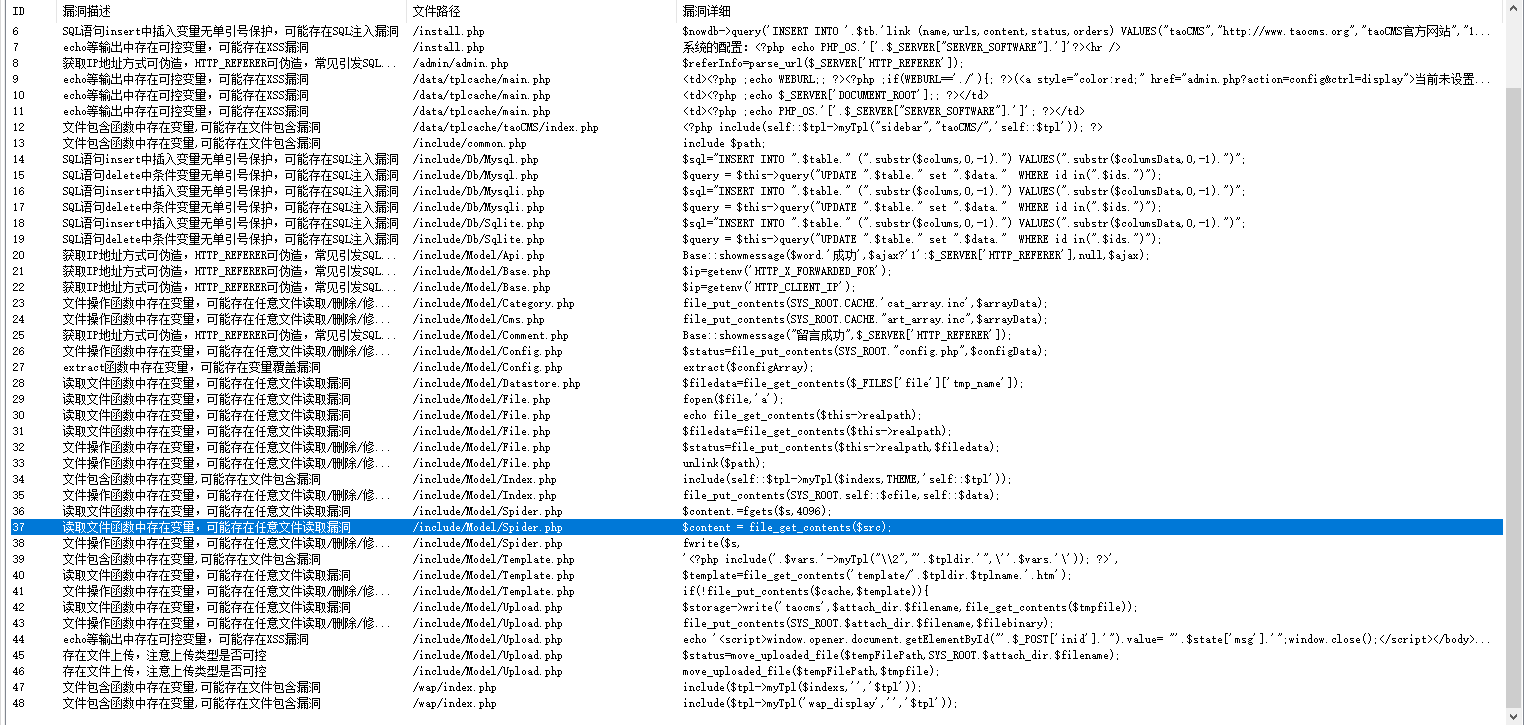 ID 漏洞描述 文件路径 漏洞详细
6 SQL语句insert中插入变量无单引号保护，可能存在SQL注入漏洞 /install.php $nowdb->query('INSERT INTO '.$tb.'link (name,urls,content,status,orders) VALUES("taoCMS","http://www.taocms.org","taoCMS官方网站","1...
7 echo等输出中存在可控变量，可能存在XSS漏洞 /install.php 系统的配置：<?php echo PHP_OS.'['.$_SERVER["SERVER_SOFTWARE"].']'?><hr />
8 获取IP地址方式可伪造，HTTP_REFERER可伪造，常见引发SQL... /admin/admin.php $referInfo=parse_url($_SERVER['HTTP_REFERER']);
9 echo等输出中存在可控变量，可能存在XSS漏洞 /data/tplcache/main.php <td><?php ;echo WEBURL;; ?><?php ;if(WEBURL=='./'){; ?>(<a style="color:red;" href="admin.php?action=config&ctrl=display">当前未设置...
10 echo等输出中存在可控变量，可能存在XSS漏洞 /data/tplcache/main.php <td><?php ;echo $_SERVER['DOCUMENT_ROOT'];; ?></td>
11 echo等输出中存在可控变量，可能存在XSS漏洞 /data/tplcache/main.php <td><?php ;echo PHP_OS.'['.$_SERVER["SERVER_SOFTWARE"].']'; ?></td>
12 文件包含函数中存在变量,可能存在文件包含漏洞 /data/tplcache/taoCMS/index.php <?php include(self::$tpl->myTpl("sidebar","taoCMS/",'self::$tpl')); ?>
13 文件包含函数中存在变量,可能存在文件包含漏洞 /include/common.php include $path;
14 SQL语句insert中插入变量无单引号保护，可能存在SQL注入漏洞 /include/Db/Mysql.php $sql="INSERT INTO ".$table." (".substr($colums,0,-1).") VALUES(".substr($columsData,0,-1).")";
15 SQL语句delete中条件变量无单引号保护，可能存在SQL注入漏洞 /include/Db/Mysql.php $query = $this->query("UPDATE ".$table." set ".$data."  WHERE id in(".$ids.")");
16 SQL语句insert中插入变量无单引号保护，可能存在SQL注入漏洞 /include/Db/Mysqli.php $sql="INSERT INTO ".$table." (".substr($colums,0,-1).") VALUES(".substr($columsData,0,-1).")";
17 SQL语句delete中条件变量无单引号保护，可能存在SQL注入漏洞 /include/Db/Mysqli.php $query = $this->query("UPDATE ".$table." set ".$data."  WHERE id in(".$ids.")");
18 SQL语句insert中插入变量无单引号保护，可能存在SQL注入漏洞 /include/Db/Sqlite.php $sql="INSERT INTO ".$table." (".substr($colums,0,-1).") VALUES(".substr($columsData,0,-1).")";
19 SQL语句delete中条件变量无单引号保护，可能存在SQL注入漏洞 /include/Db/Sqlite.php $query = $this->query("UPDATE ".$table." set ".$data."  WHERE id in(".$ids.")");
20 获取IP地址方式可伪造，HTTP_REFERER可伪造，常见引发SQL... /include/Model/Api.php Base::showmessage($word.'成功',$ajax?'1':$_SERVER['HTTP_REFERER'],null,$ajax);
21 获取IP地址方式可伪造，HTTP_REFERER可伪造，常见引发SQL... /include/Model/Base.php $ip=getenv('HTTP_X_FORWARDED_FOR');
22 获取IP地址方式可伪造，HTTP_REFERER可伪造，常见引发SQL... /include/Model/Base.php $ip=getenv('HTTP_CLIENT_IP');
23 文件操作函数中存在变量，可能存在任意文件读取/删除/修... /include/Model/Category.php file_put_contents(SYS_ROOT.CACHE.'cat_array.inc',$arrayData);
24 文件操作函数中存在变量，可能存在任意文件读取/删除/修... /include/Model/Cms.php file_put_contents(SYS_ROOT.CACHE."art_array.inc",$arrayData);
25 获取IP地址方式可伪造，HTTP_REFERER可伪造，常见引发SQL... /include/Model/Comment.php Base::showmessage("留言成功",$_SERVER['HTTP_REFERER']);
26 文件操作函数中存在变量，可能存在任意文件读取/删除/修... /include/Model/Config.php $status=file_put_contents(SYS_ROOT."config.php",$configData);
27 extract函数中存在变量，可能存在变量覆盖漏洞 /include/Model/Config.php extract($configArray);
28 读取文件函数中存在变量，可能存在任意文件读取漏洞 /include/Model/Datastore.php $filedata=file_get_contents($_FILES['file']['tmp_name']);
29 读取文件函数中存在变量，可能存在任意文件读取漏洞 /include/Model/File.php fopen($file,'a');
30 读取文件函数中存在变量，可能存在任意文件读取漏洞 /include/Model/File.php echo file_get_contents($this->realpath);
31 读取文件函数中存在变量，可能存在任意文件读取漏洞 /include/Model/File.php $filedata=file_get_contents($this->realpath);
32 文件操作函数中存在变量，可能存在任意文件读取/删除/修... /include/Model/File.php $status=file_put_contents($this->realpath,$filedata);
33 文件操作函数中存在变量，可能存在任意文件读取/删除/修... /include/Model/File.php unlink($path);
34 文件包含函数中存在变量,可能存在文件包含漏洞 /include/Model/Index.php include(self::$tpl->myTpl($indexs,THEME,'self::$tpl'));
35 文件操作函数中存在变量，可能存在任意文件读取/删除/修... /include/Model/Index.php file_put_contents(SYS_ROOT.self::$cfile,self::$data);
36 读取文件函数中存在变量，可能存在任意文件读取漏洞 /include/Model/Spider.php $content.=fgets($s,4096);
37 读取文件函数中存在变量，可能存在任意文件读取漏洞 /include/Model/Spider.php $content = file_get_contents($src);
38 文件操作函数中存在变量，可能存在任意文件读取/删除/修... /include/Model/Spider.php fwrite($s,
39 文件包含函数中存在变量,可能存在文件包含漏洞 /include/Model/Template.php '<?php include('.$vars.'->myTpl("\\2","'.$tpldir.'",\''.$vars.'\')); ?>',
40 读取文件函数中存在变量，可能存在任意文件读取漏洞 /include/Model/Template.php $template=file_get_contents('template/'.$tpldir.$tplname.'.htm');
41 文件操作函数中存在变量，可能存在任意文件读取/删除/修... /include/Model/Template.php if(!file_put_contents($cache,$template)){
42 读取文件函数中存在变量，可能存在任意文件读取漏洞 /include/Model/Upload.php $storage->write('taocms',$attach_dir.$filename,file_get_contents($tmpfile));
43 文件操作函数中存在变量，可能存在任意文件读取/删除/修... /include/Model/Upload.php file_put_contents(SYS_ROOT.$attach_dir.$filename,$filebinary);
44 echo等输出中存在可控变量，可能存在XSS漏洞 /include/Model/Upload.php echo '<script>window.opener.document.getElementById("'.$_POST['inid'].'").value= "'.$state['msg'].'";window.close();</script></body>...
45 存在文件上传，注意上传类型是否可控 /include/Model/Upload.php $status=move_uploaded_file($tempFilePath,SYS_ROOT.$attach_dir.$filename);
46 存在文件上传，注意上传类型是否可控 /include/Model/Upload.php move_uploaded_file($tempFilePath,$tmpfile);
47 文件包含函数中存在变量,可能存在文件包含漏洞 /wap/index.php include($tpl->myTpl($indexs,'','$tpl'));
48 文件包含函数中存在变量,可能存在文件包含漏洞 /wap/index.php include($tpl->myTpl('wap_display','','$tpl'));